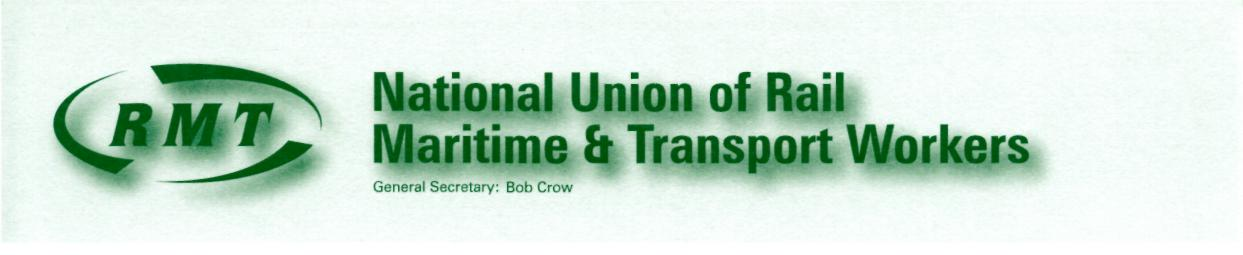 RMT
National Union of Rail
Maritime & Transport Workers
General Secretary: Bob Crow